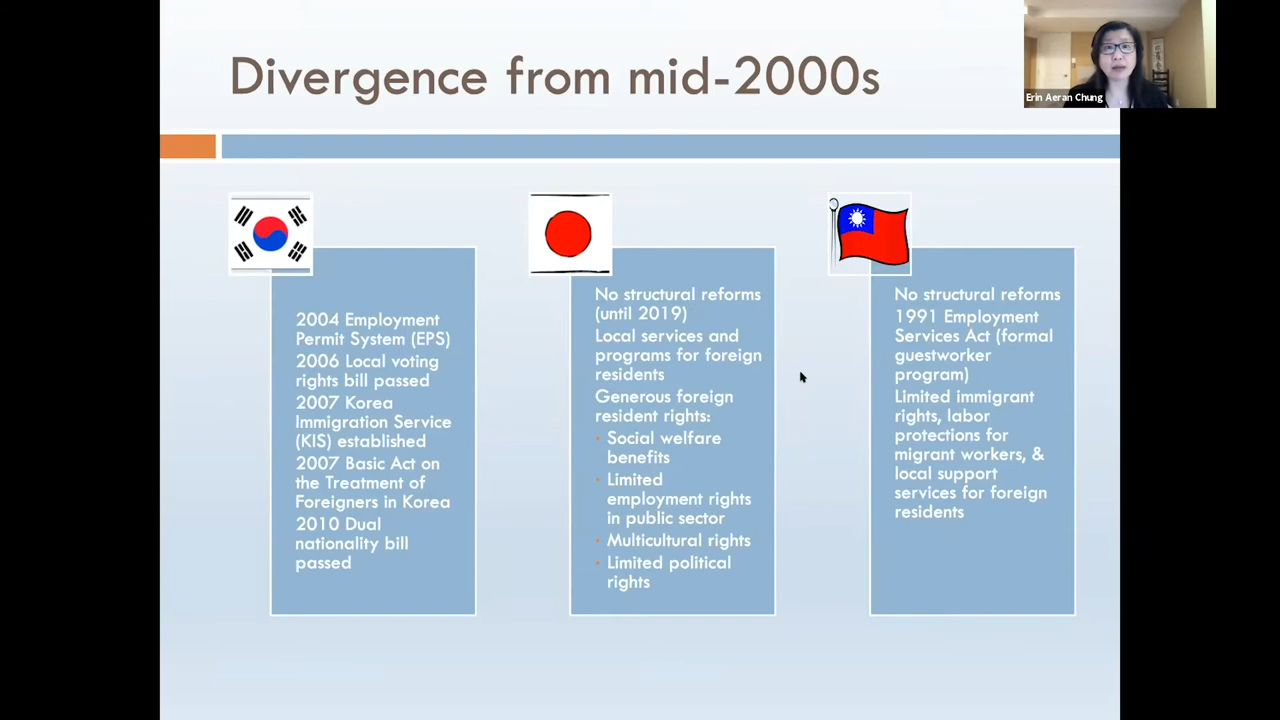 Divergence from mid-2000s
Erin Aeran Chung
2004 Employment
Permit System (EPS)
2006 Local voting
rights bill passed
2007 Korea
Immigration Service
(KIS) established
2007 Basic Act on
the Treatment of
Foreigners in Korea
2010 Dual
nationality bill
passed
No structural reforms
(until 2019)
Local services and
programs for foreign
residents
Generous foreign
resident rights:
• Social welfare
benefits
• Limited
employment rights
in public sector
• Multicultural rights
• Limited political
rights
No structural reforms
1991 Employment
Services Act (formal
guestworker
program)
Limited immigrant
rights, labor
protections for
migrant workers, &
local support
services for foreign
residents